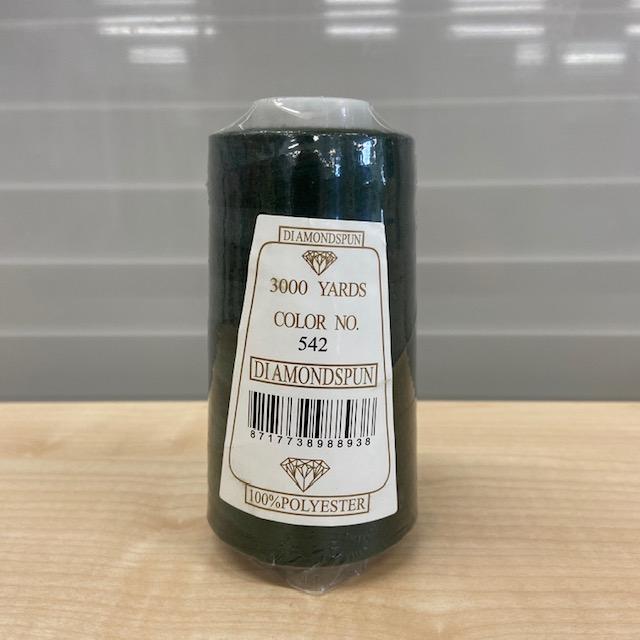 DIAMONDSPUN
3000 YARDS
COLOR NO.
542
DIAMONDSPUN
8717738988938
100%POLYESTER